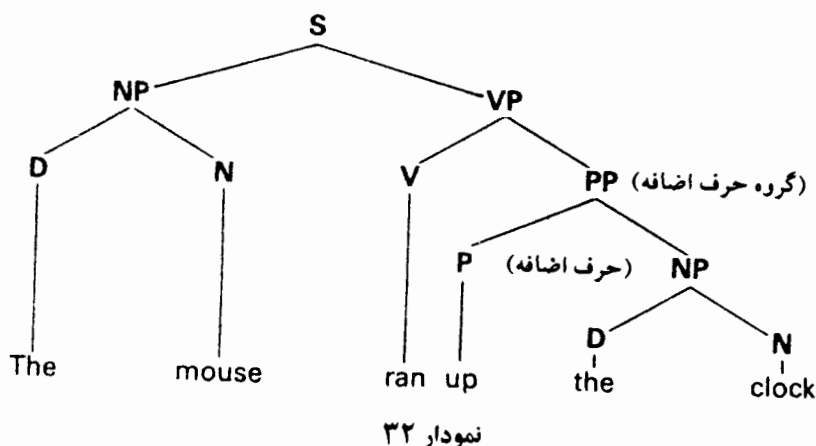 S
NP VP
D N V PP (گروه حرف اضافه)
P (حرف اضافه) NP
D N
The mouse ran up the clock
نمودار ۳۲